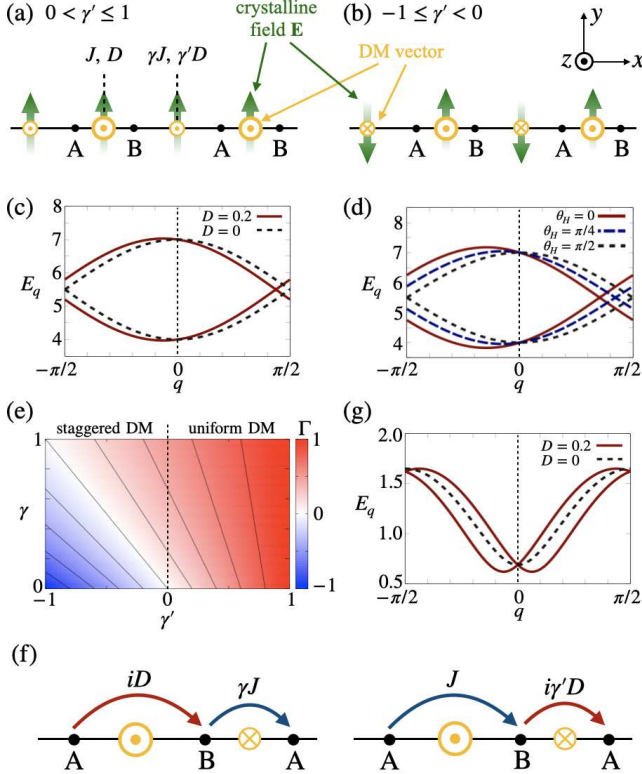 (a) 0 < γ′ ≤ 1
crystalline
field E
(b) −1 ≤ γ′ < 0
J, D
γJ, γ′D
DM vector
y
z
x
A B A B
A B A B
(c)
D = 0.2
D = 0
8
7
6
5
4
E_q
−π/2 0 π/2
q
(d)
θ_H = 0
θ_H = π/4
θ_H = π/2
8
7
6
5
4
E_q
−π/2 0 π/2
q
(e) staggered DM uniform DM Γ
1
γ
0
−1 0 1
γ′
1
0
−1
(g)
D = 0.2
D = 0
2.0
1.5
1.0
0.5
E_q
−π/2 0 π/2
q
(f)
iD γJ
A B A
J iγ′D
A B A